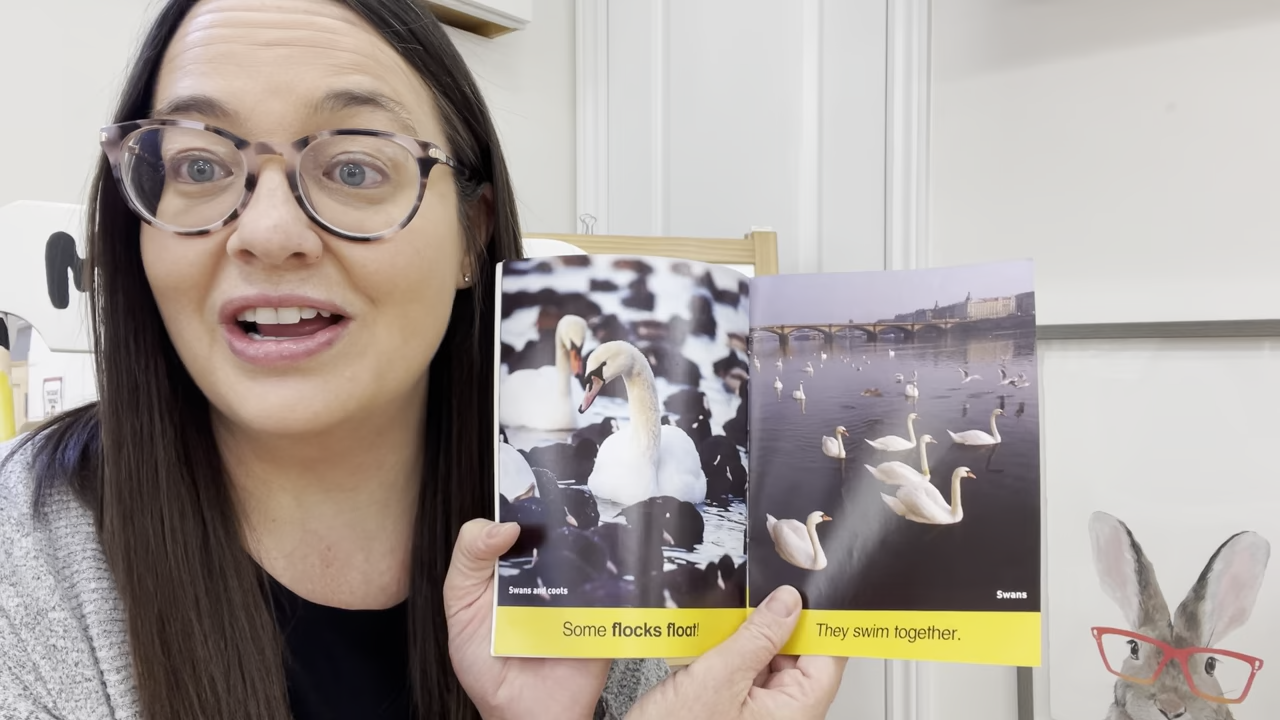 Swans and coots
Some flocks float!
Swans
They swim together.